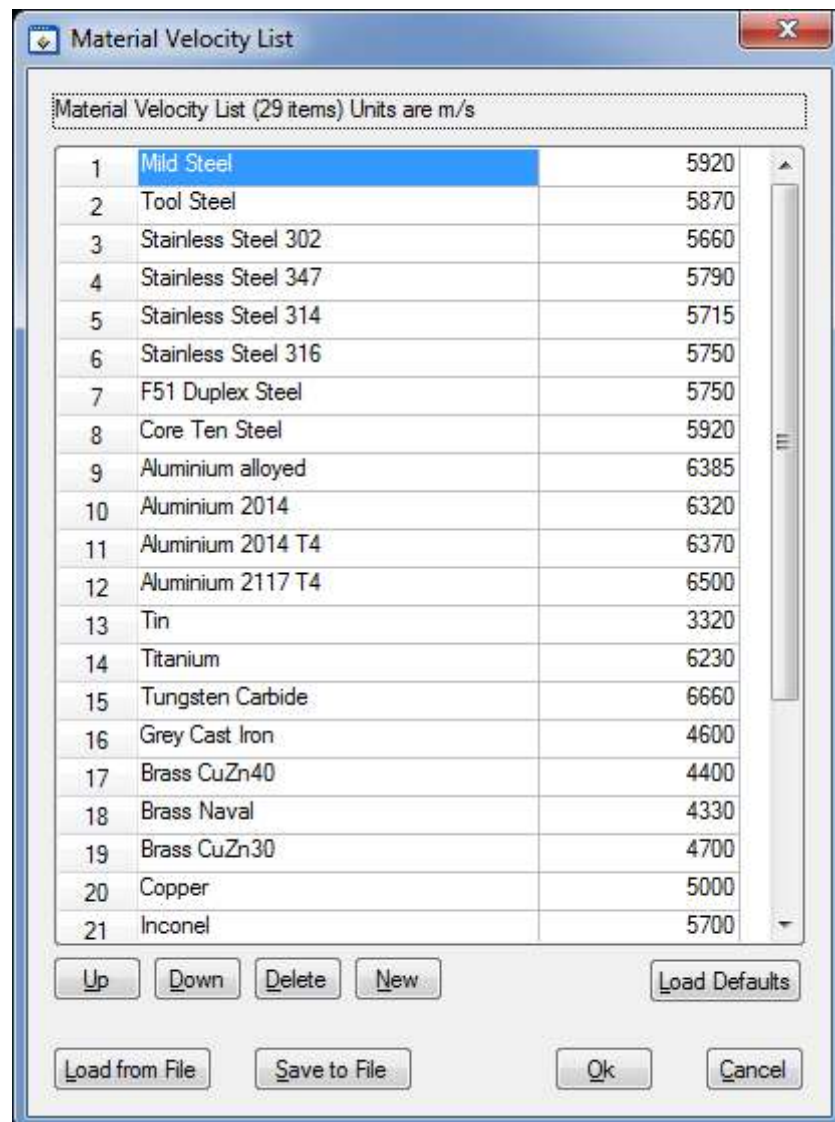 Material Velocity List
Material Velocity List (29 items) Units are m/s
1 Mild Steel 5920
2 Tool Steel 5870
3 Stainless Steel 302 5660
4 Stainless Steel 347 5790
5 Stainless Steel 314 5715
6 Stainless Steel 316 5750
7 F51 Duplex Steel 5750
8 Core Ten Steel 5920
9 Aluminium alloyed 6385
10 Aluminium 2014 6320
11 Aluminium 2014 T4 6370
12 Aluminium 2117 T4 6500
13 Tin 3320
14 Titanium 6230
15 Tungsten Carbide 6660
16 Grey Cast Iron 4600
17 Brass CuZn40 4400
18 Brass Naval 4330
19 Brass CuZn30 4700
20 Copper 5000
21 Inconel 5700
Up Down Delete New Load Defaults
Load from File Save to File Ok Cancel